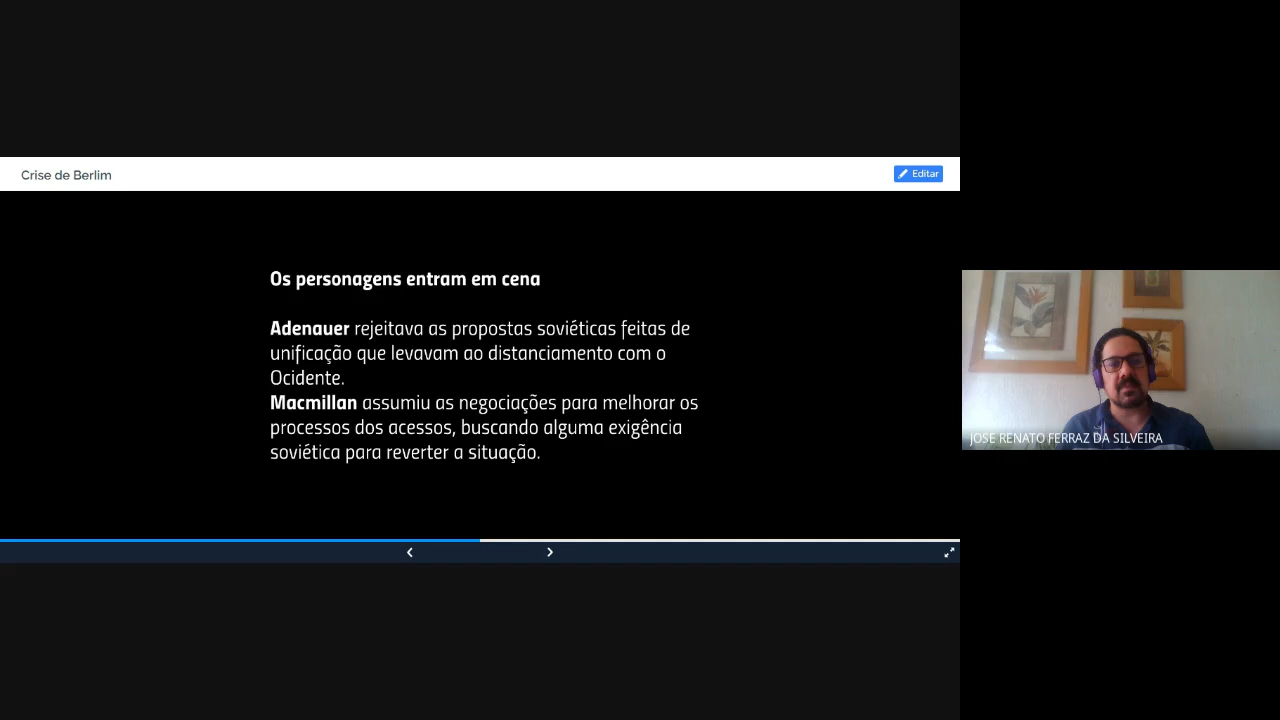 Crise de Berlim
Editar
Os personagens entram em cena
Adenauer rejeitava as propostas soviéticas feitas de
unificação que levavam ao distanciamento com o
Ocidente.
Macmillan assumiu as negociações para melhorar os
processos dos acessos, buscando alguma exigência
soviética para reverter a situação.
JOSE RENATO FERRAZ DA SILVEIRA